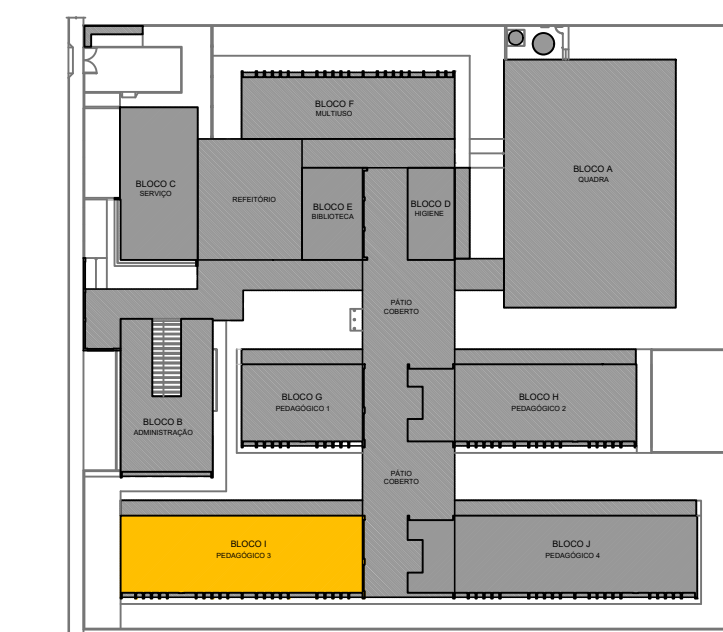 BLOCO F
MULTIUSO
BLOCO A
QUADRA
BLOCO C
SERVIÇO
REFEITÓRIO
BLOCO E
BIBLIOTECA
BLOCO D
HIGIENE
PÁTIO
COBERTO
BLOCO G
PEDAGÓGICO 1
BLOCO H
PEDAGÓGICO 2
BLOCO B
ADMINISTRAÇÃO
PÁTIO
COBERTO
BLOCO I
PEDAGÓGICO 3
BLOCO J
PEDAGÓGICO 4